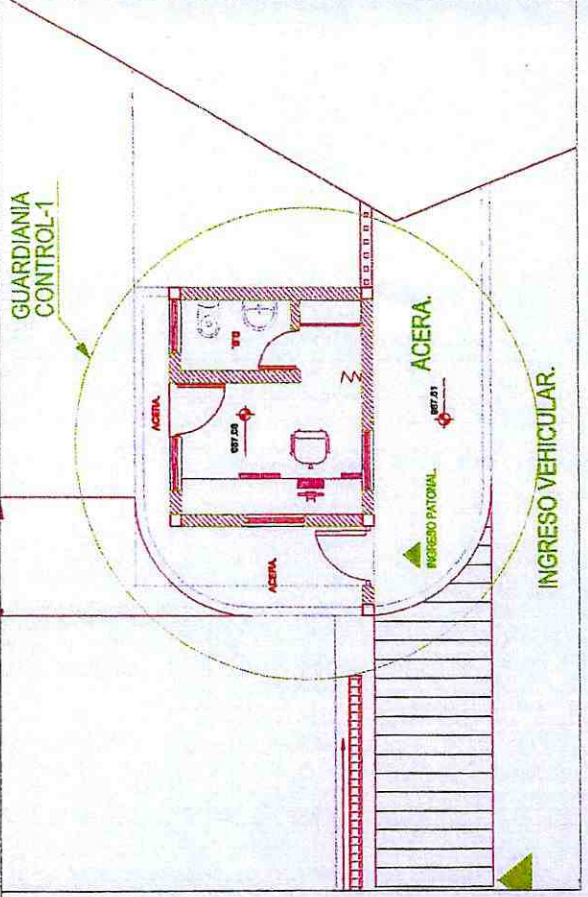 GUARDIANIA
CONTROL-1
ACERA.
ACERA.
ACERA.
INGRESO PATONAL.
INGRESO VEHICULAR.